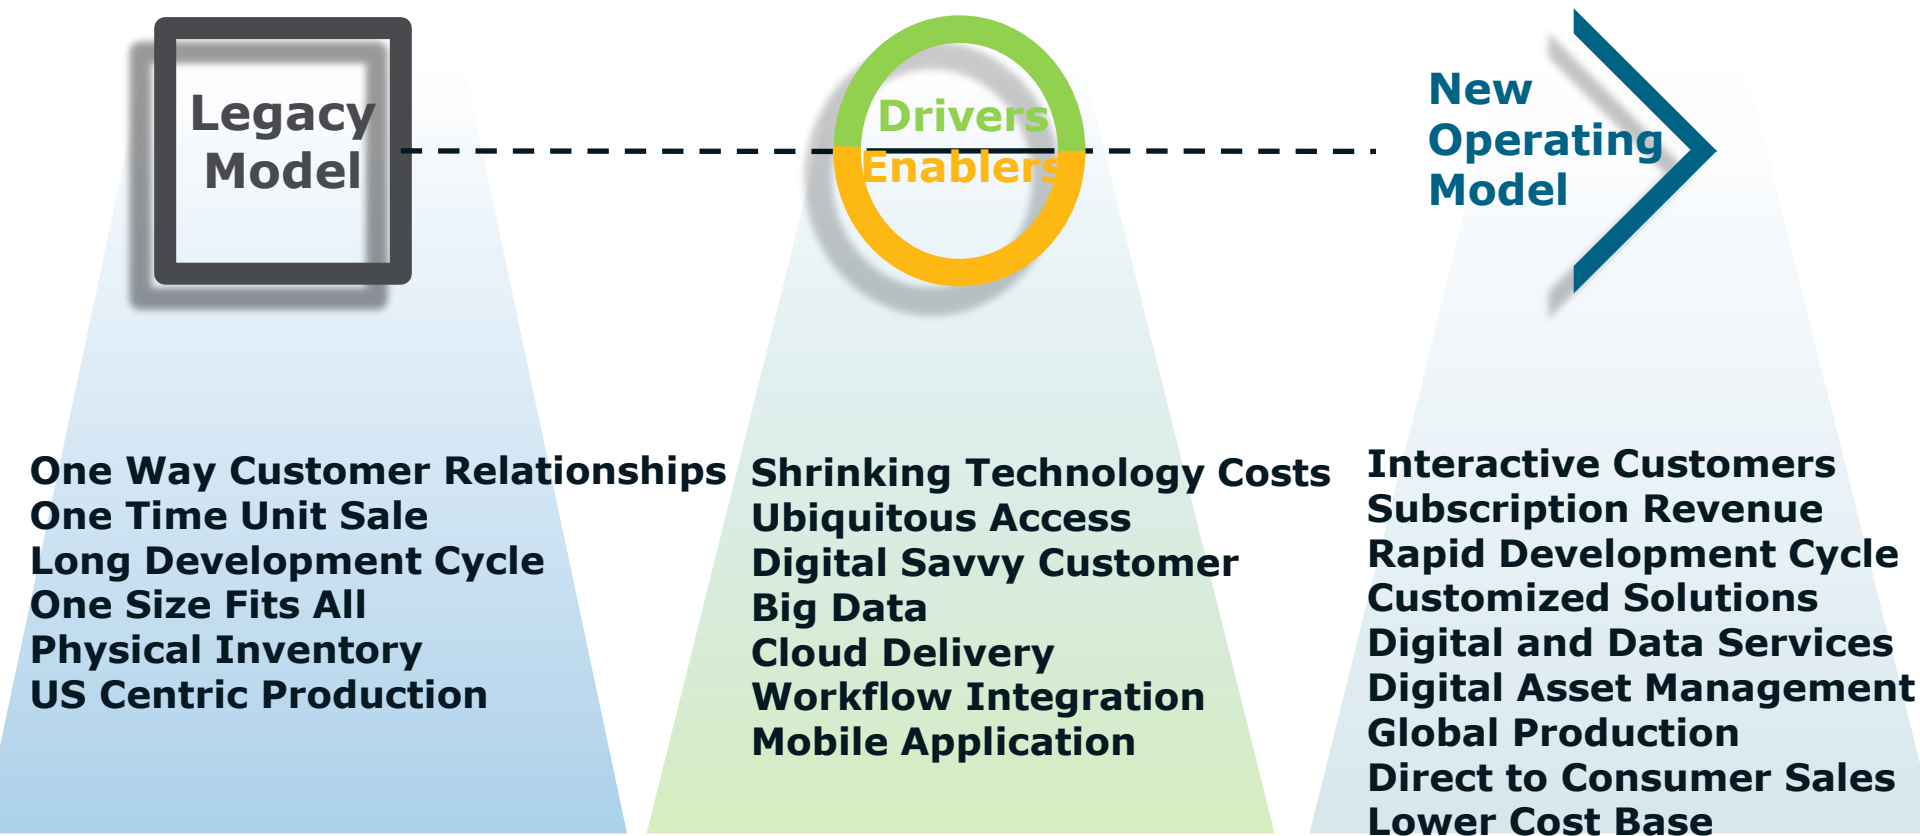 Legacy
Model
Drivers
Enablers
New
Operating
Model
One Way Customer Relationships
One Time Unit Sale
Long Development Cycle
One Size Fits All
Physical Inventory
US Centric Production
Shrinking Technology Costs
Ubiquitous Access
Digital Savvy Customer
Big Data
Cloud Delivery
Workflow Integration
Mobile Application
Interactive Customers
Subscription Revenue
Rapid Development Cycle
Customized Solutions
Digital and Data Services
Digital Asset Management
Global Production
Direct to Consumer Sales
Lower Cost Base